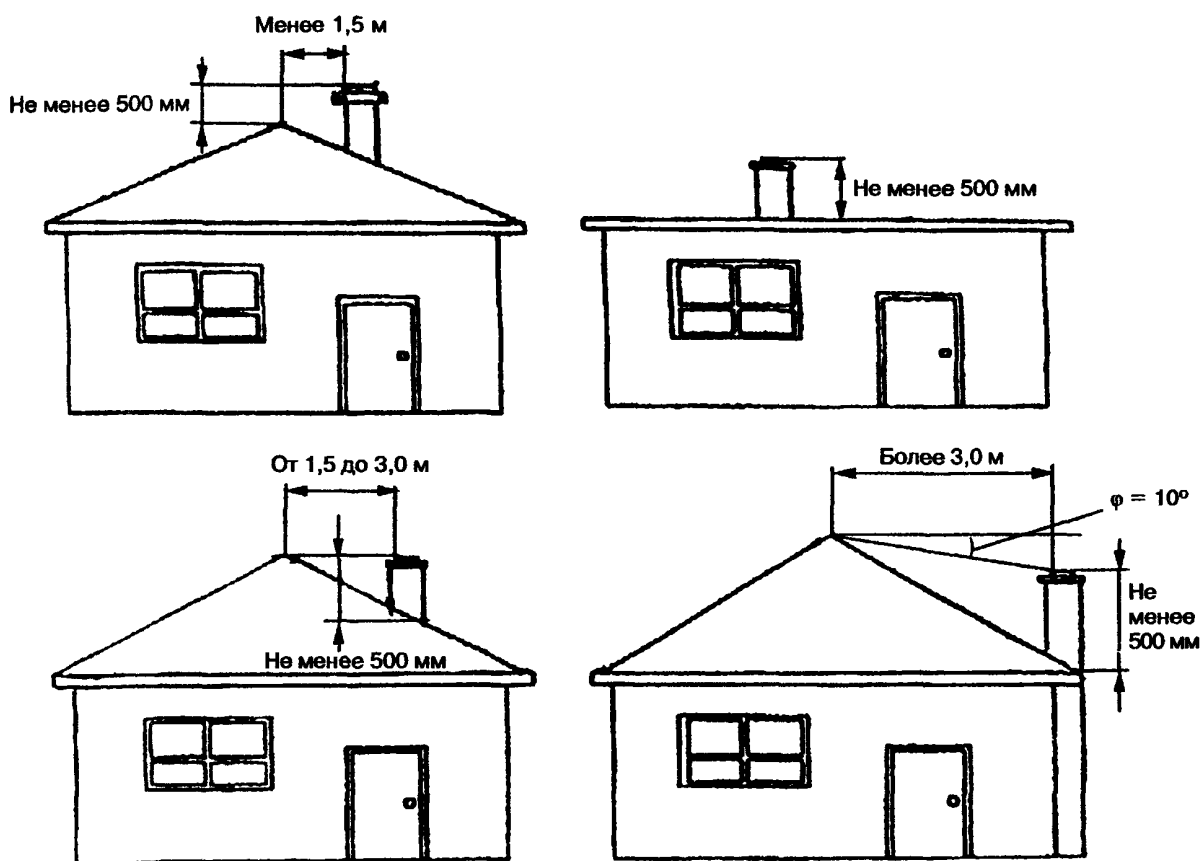 Менее 1,5 м
Не менее 500 мм
Не менее 500 мм
От 1,5 до 3,0 м
Не менее 500 мм
Более 3,0 м
φ = 10º
Не
менее
500 мм